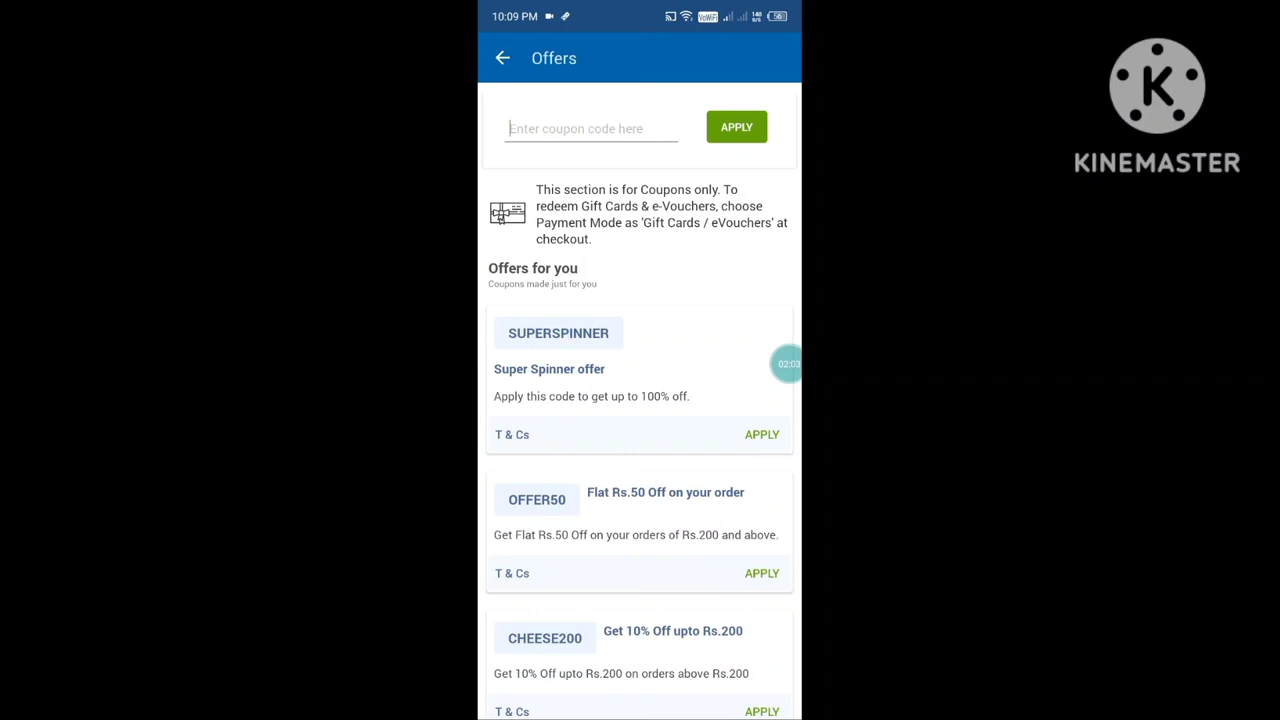 10:09 PM
VoWiFi
56
Offers
KINEMASTER
Enter coupon code here
APPLY
This section is for Coupons only. To
redeem Gift Cards & e-Vouchers, choose
Payment Mode as 'Gift Cards / eVouchers' at
checkout.
Offers for you
Coupons made just for you
SUPERSPINNER
02:03
Super Spinner offer
Apply this code to get up to 100% off.
T & Cs
APPLY
OFFER50
Flat Rs.50 Off on your order
Get Flat Rs.50 Off on your orders of Rs.200 and above.
T & Cs
APPLY
CHEESE200
Get 10% Off upto Rs.200
Get 10% Off upto Rs.200 on orders above Rs.200
T & Cs
APPLY